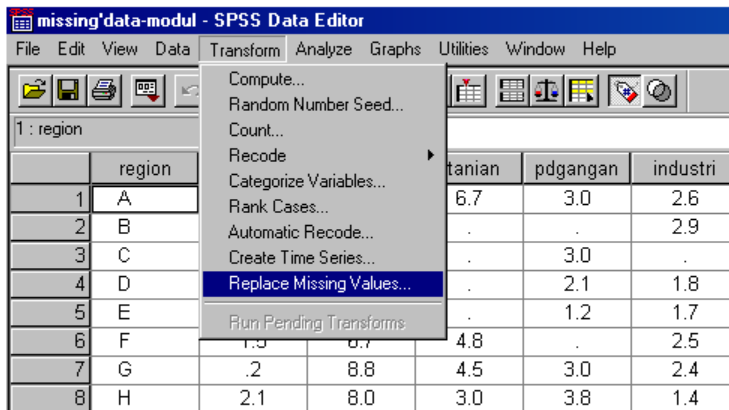 missing'data-modul - SPSS Data Editor
File Edit View Data Transform Analyze Graphs Utilities Window Help
Compute...
Random Number Seed...
Count...
Recode
Categorize Variables...
Rank Cases...
Automatic Recode...
Create Time Series...
Replace Missing Values...
Run Pending Transforms
1 : region
region tanian pdgangan industri
1 A 6.7 3.0 2.6
2 B . . 2.9
3 C . 3.0 .
4 D . 2.1 1.8
5 E . 1.2 1.7
6 F 4.8 . 2.5
7 G .2 8.8 4.5 3.0 2.4
8 H 2.1 8.0 3.0 3.8 1.4